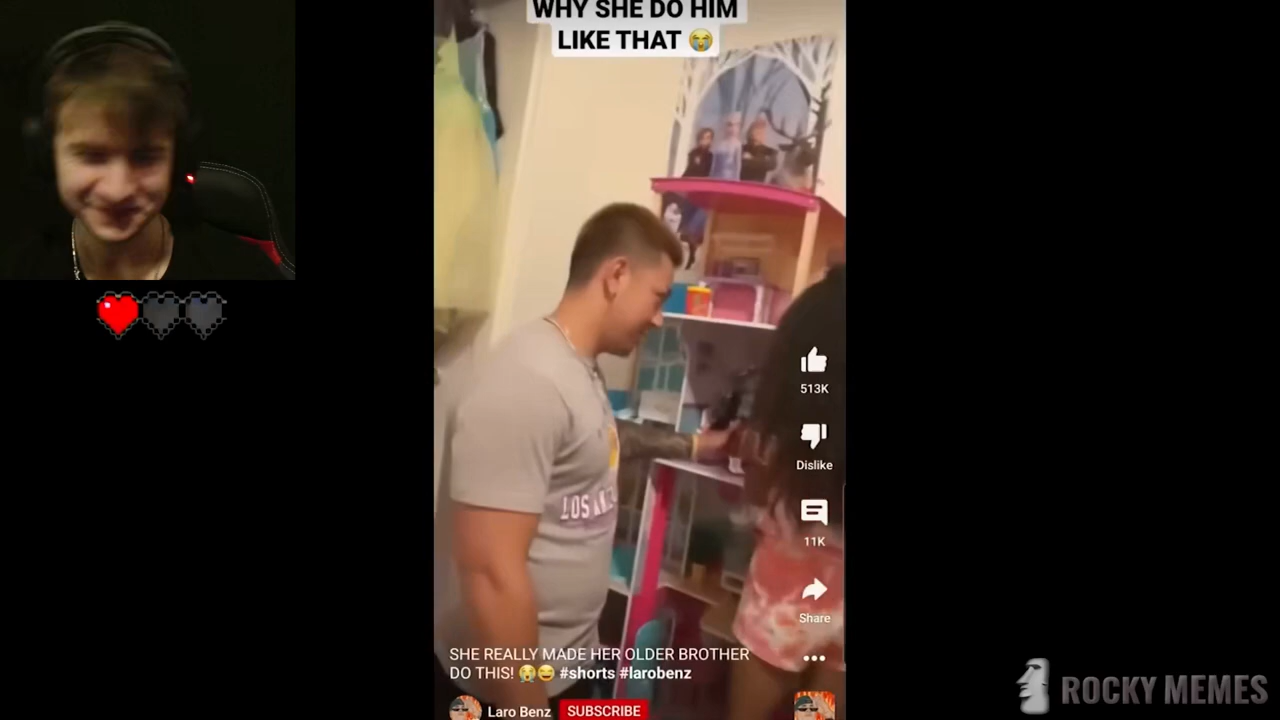 WHY SHE DO HIM
LIKE THAT 😭
513K
Dislike
11K
Share
LOS
SHE REALLY MADE HER OLDER BROTHER
DO THIS! 😭😅 #shorts #larobenz
Laro Benz SUBSCRIBE
ROCKY MEMES